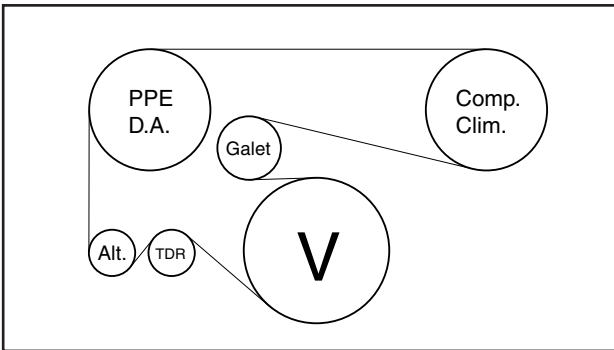 PPE
D.A.
Comp.
Clim.
Galet
Alt.
TDR
V